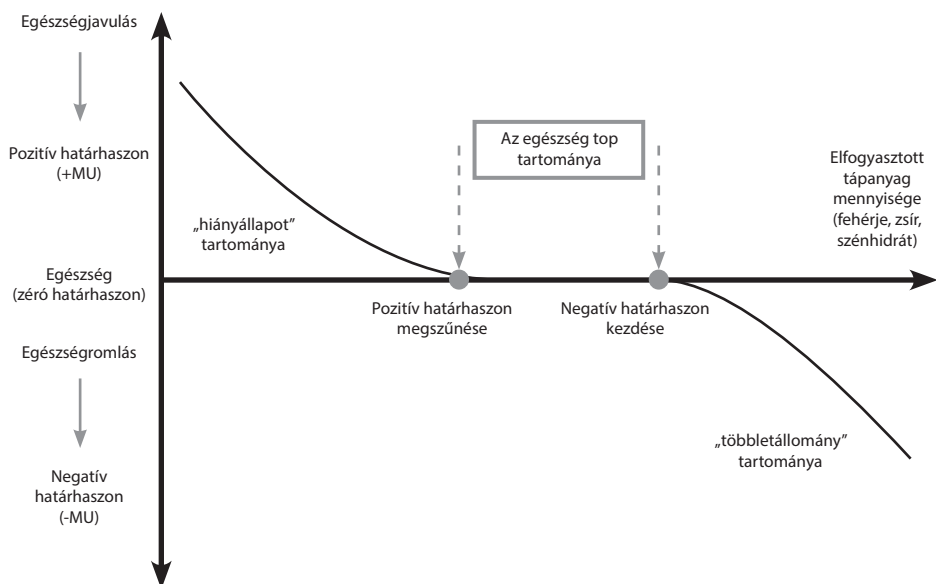 Egészségjavulás
Pozitív határhaszon
(+MU)
„hiányállapot”
tartománya
Az egészség top
tartománya
Elfogyasztott
tápanyag
mennyisége
(fehérje, zsír,
szénhidrát)
Egészség
(zéró határhaszon)
Pozitív határhaszon
megszűnése
Negatív határhaszon
kezdése
Egészségromlás
„többletállomány”
tartománya
Negatív
határhaszon
(-MU)